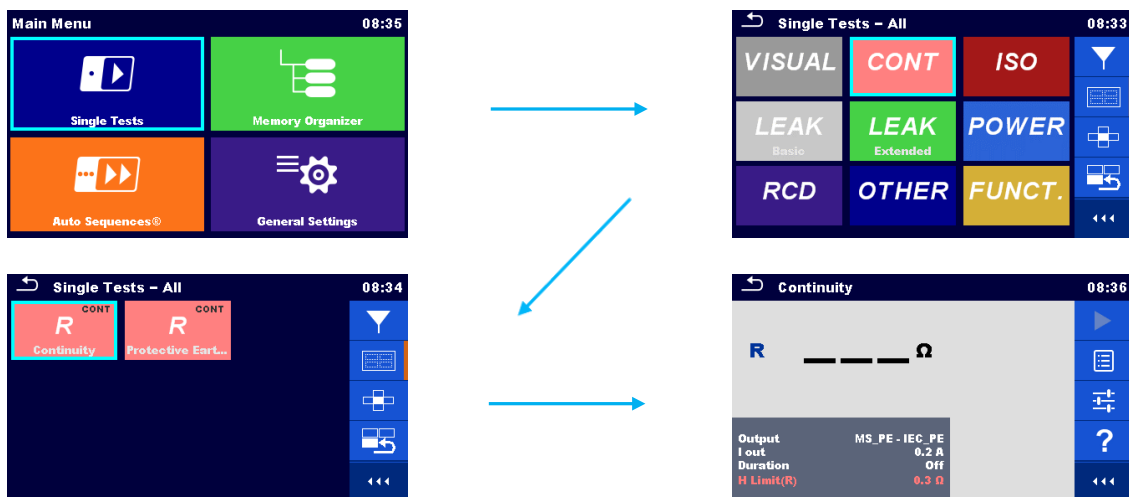 Main Menu 08:35
Single Tests
Memory Organizer
Auto Sequences®
General Settings
Single Tests – All 08:33
VISUAL CONT ISO
LEAK LEAK POWER
Basic Extended
RCD OTHER FUNCT.
Single Tests – All 08:34
CONT CONT
R R
Continuity Protective Eart...
Continuity 08:36
R ___ Ω
?
Output MS_PE - IEC_PE
I out 0.2 A
Duration Off
H Limit(R) 0.3 Ω